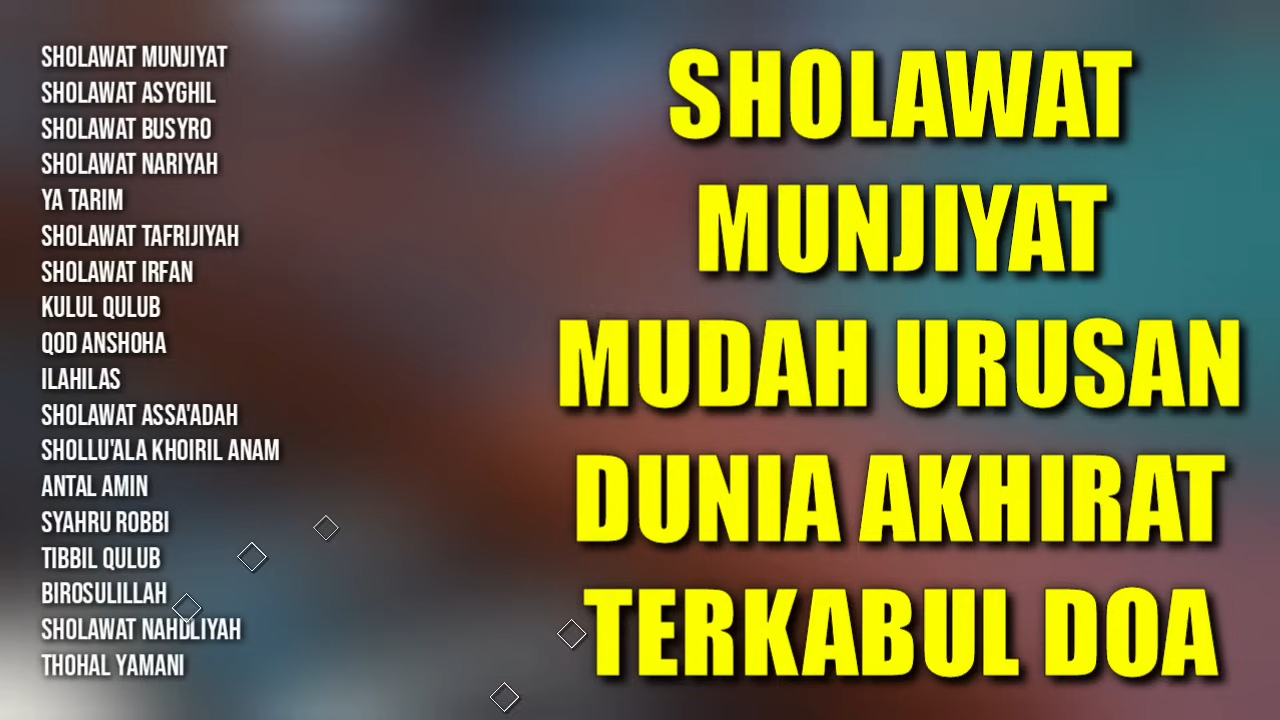 SHOLAWAT MUNJIYAT
SHOLAWAT ASYGHIL
SHOLAWAT BUSYRO
SHOLAWAT NARIYAH
YA TARIM
SHOLAWAT TAFRIJIYAH
SHOLAWAT IRFAN
KULUL QULUB
QOD ANSHOHA
ILAHILAS
SHOLAWAT ASSA'ADAH
SHOLLU'ALA KHOIRIL ANAM
ANTAL AMIN
SYAHRU ROBBI
TIBBIL QULUB
BIROSULILLAH
SHOLAWAT NAHDLIYAH
THOHAL YAMANI
SHOLAWAT
MUNJIYAT
MUDAH URUSAN
DUNIA AKHIRAT
TERKABUL DOA